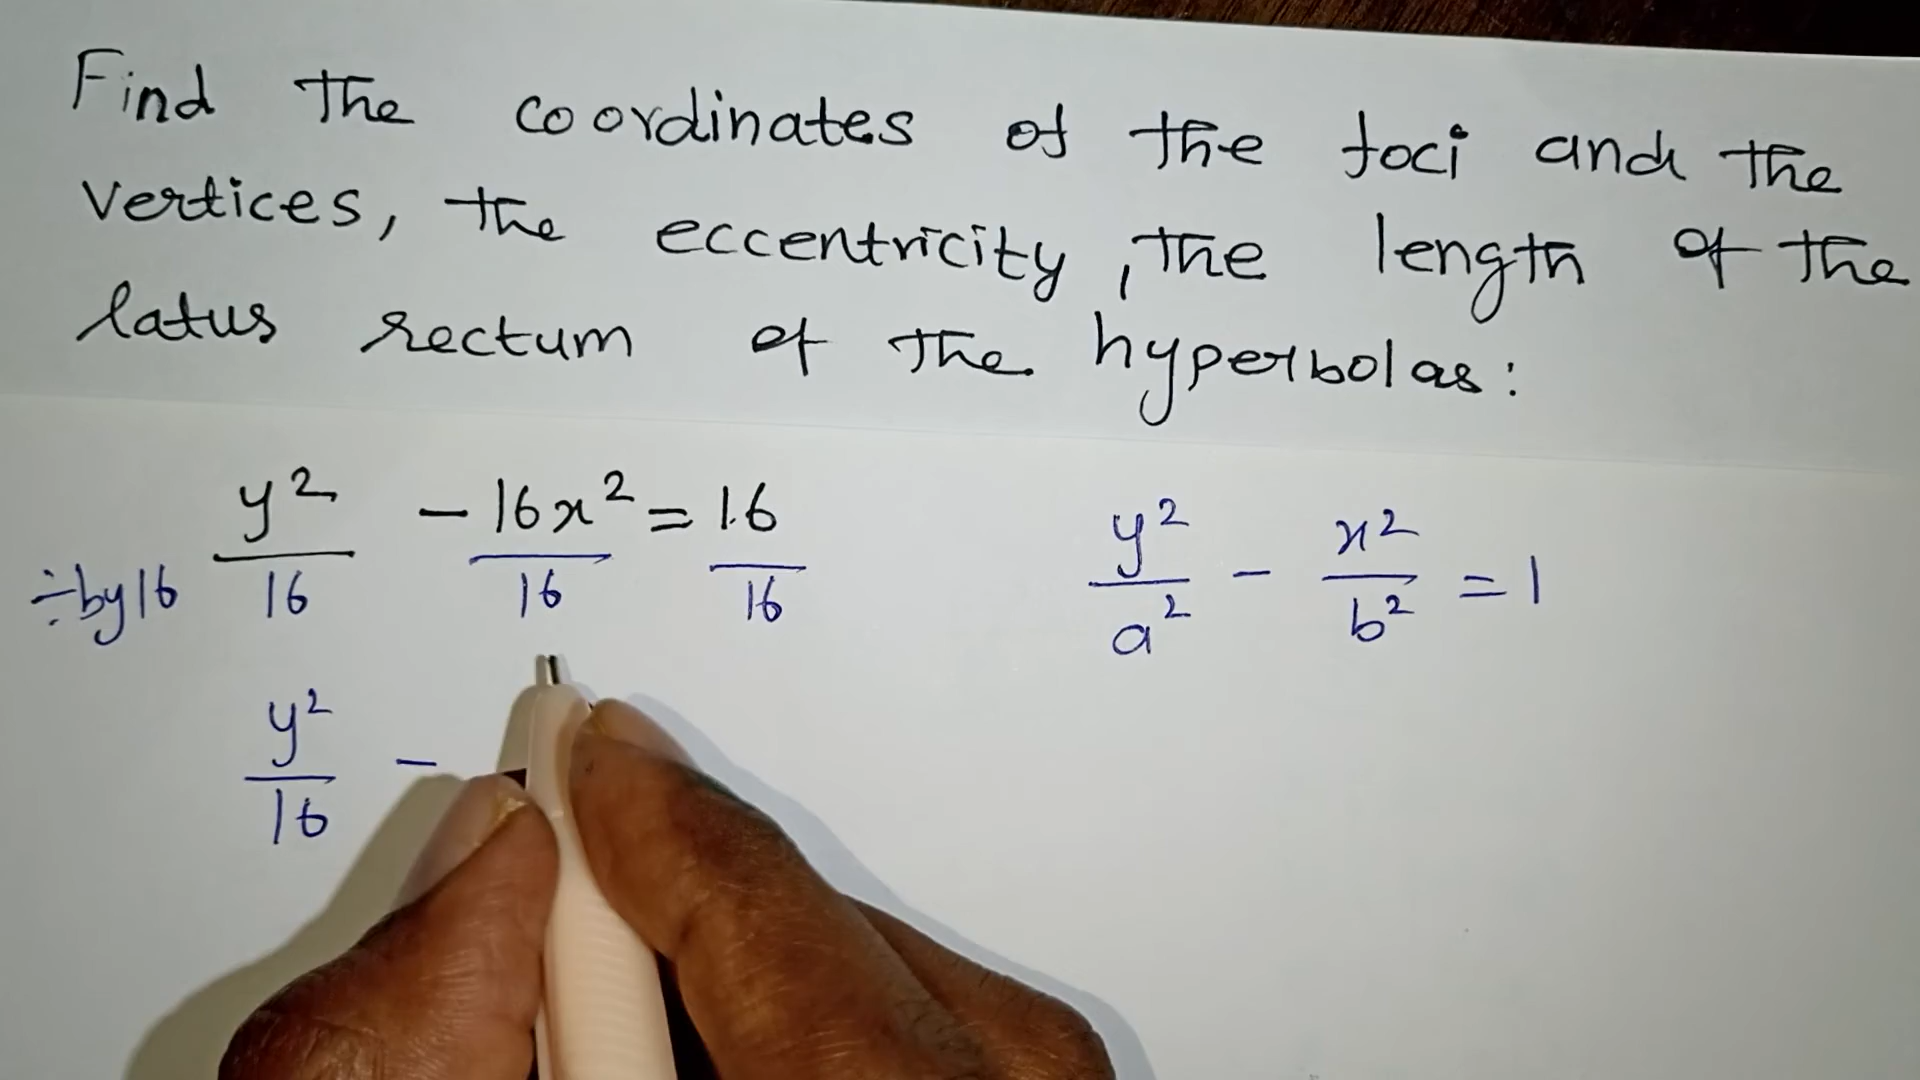 Find the coordinates of the foci and the
vertices, the eccentricity, the length of the
latus rectum of the hyperbolas:
y²/16 - 16x²/16 = 16/16
÷by16
y²/a² - x²/b² = 1
y²/16 -